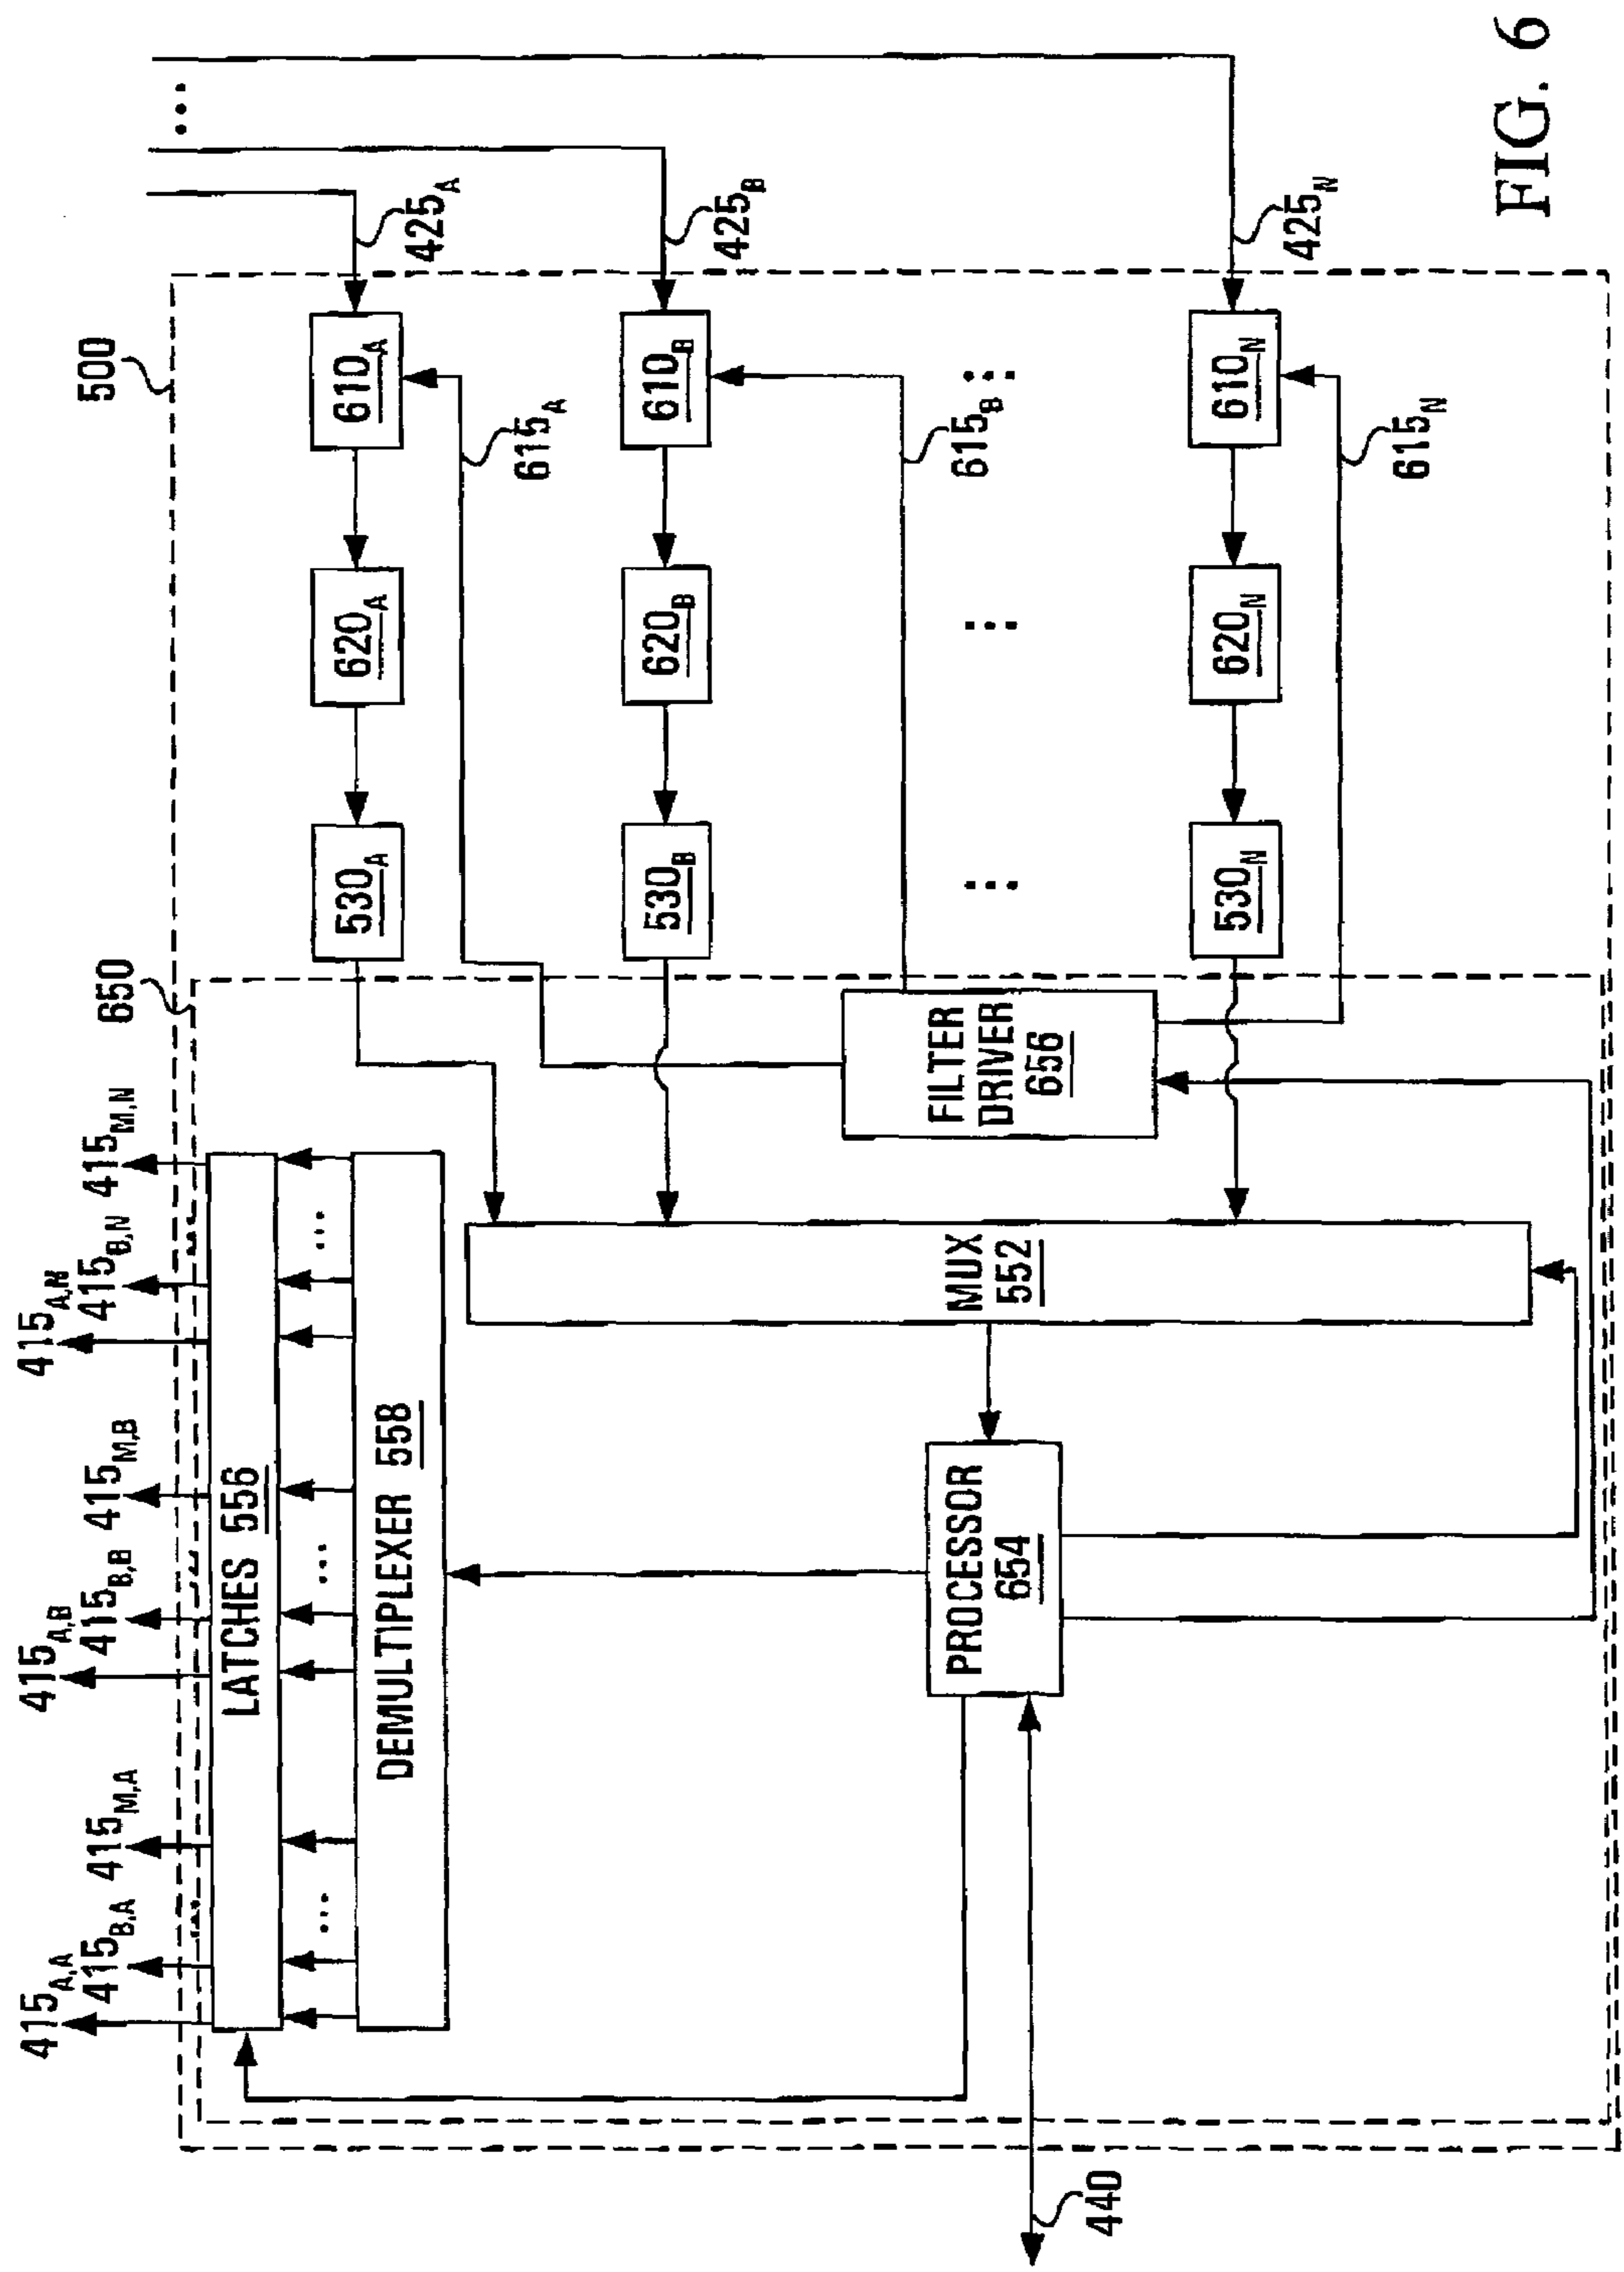 415A,A
415B,A
415M,A
415A,B
415B,B
415M,B
415A,N
415B,N
415M,N
650
500
LATCHES 556
...
...
...
DEMULTIPLEXER 558
530A
620A
610A
425A
615A
530B
620B
610B
425B
...
615B
PROCESSOR
654
MUX
552
FILTER
DRIVER
656
⋮
⋮
⋮
440
530N
620N
610N
425N
615N
FIG. 6